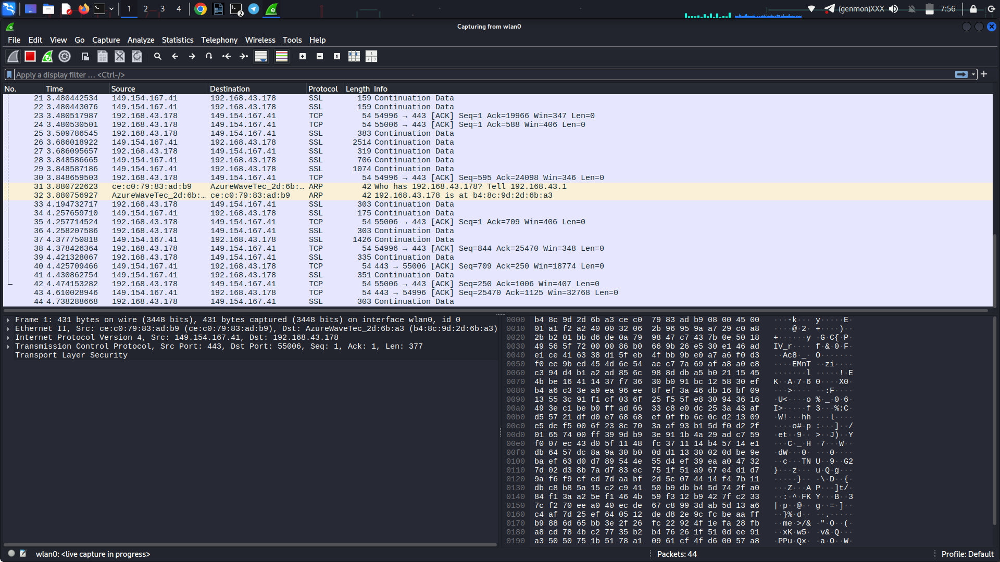 1 2 3 4 (genmon)XXX 7:56
Capturing from wlan0
File Edit View Go Capture Analyze Statistics Telephony Wireless Tools Help
Apply a display filter … <Ctrl-/>
No. Time Source Destination Protocol Length Info
21 3.480442534 149.154.167.41 192.168.43.178 SSL 159 Continuation Data
22 3.480443076 149.154.167.41 192.168.43.178 SSL 159 Continuation Data
23 3.480517987 192.168.43.178 149.154.167.41 TCP 54 54996 → 443 [ACK] Seq=1 Ack=19966 Win=347 Len=0
24 3.480530501 192.168.43.178 149.154.167.41 TCP 54 55006 → 443 [ACK] Seq=1 Ack=588 Win=406 Len=0
25 3.509786545 192.168.43.178 149.154.167.41 SSL 383 Continuation Data
26 3.686018922 149.154.167.41 192.168.43.178 SSL 2514 Continuation Data
27 3.686095657 192.168.43.178 149.154.167.41 SSL 319 Continuation Data
28 3.848586665 149.154.167.41 192.168.43.178 SSL 706 Continuation Data
29 3.848587186 149.154.167.41 192.168.43.178 SSL 1074 Continuation Data
30 3.848659503 192.168.43.178 149.154.167.41 TCP 54 54996 → 443 [ACK] Seq=595 Ack=24098 Win=346 Len=0
31 3.880722623 ce:c0:79:83:ad:b9 AzureWaveTec_2d:6b:… ARP 42 Who has 192.168.43.178? Tell 192.168.43.1
32 3.880756927 AzureWaveTec_2d:6b:… ce:c0:79:83:ad:b9 ARP 42 192.168.43.178 is at b4:8c:9d:2d:6b:a3
33 4.194732717 192.168.43.178 149.154.167.41 SSL 303 Continuation Data
34 4.257659710 149.154.167.41 192.168.43.178 SSL 175 Continuation Data
35 4.257714524 192.168.43.178 149.154.167.41 TCP 54 55006 → 443 [ACK] Seq=1 Ack=709 Win=406 Len=0
36 4.258207586 192.168.43.178 149.154.167.41 SSL 303 Continuation Data
37 4.377750818 149.154.167.41 192.168.43.178 SSL 1426 Continuation Data
38 4.378426364 192.168.43.178 149.154.167.41 TCP 54 54996 → 443 [ACK] Seq=844 Ack=25470 Win=348 Len=0
39 4.421328067 192.168.43.178 149.154.167.41 SSL 335 Continuation Data
40 4.425709466 149.154.167.41 192.168.43.178 TCP 54 443 → 55006 [ACK] Seq=709 Ack=250 Win=18774 Len=0
41 4.430862754 149.154.167.41 192.168.43.178 SSL 351 Continuation Data
42 4.474153282 192.168.43.178 149.154.167.41 TCP 54 55006 → 443 [ACK] Seq=250 Ack=1006 Win=407 Len=0
43 4.610028946 149.154.167.41 192.168.43.178 TCP 54 443 → 54996 [ACK] Seq=25470 Ack=1125 Win=32768 Len=0
44 4.738288668 192.168.43.178 149.154.167.41 SSL 303 Continuation Data
Frame 1: 431 bytes on wire (3448 bits), 431 bytes captured (3448 bits) on interface wlan0, id 0
Ethernet II, Src: ce:c0:79:83:ad:b9 (ce:c0:79:83:ad:b9), Dst: AzureWaveTec_2d:6b:a3 (b4:8c:9d:2d:6b:a3)
Internet Protocol Version 4, Src: 149.154.167.41, Dst: 192.168.43.178
Transmission Control Protocol, Src Port: 443, Dst Port: 55006, Seq: 1, Ack: 1, Len: 377
Transport Layer Security
0000 b4 8c 9d 2d 6b a3 ce c0 79 83 ad b9 08 00 45 00 ···-k··· y·····E·
0010 01 a1 f2 a2 40 00 32 06 2b 96 95 9a a7 29 c0 a8 ····@·2· +····)··
0020 2b b2 01 bb d6 de 0a 79 98 47 c7 43 7b 0e 50 18 +······y ·G·C{·P·
0030 49 56 5f 72 00 00 86 b0 66 9b 26 e5 30 e1 46 ad IV_r···· f·&·0·F·
0040 e1 ce 41 63 38 d1 5f eb 4f bb 9b e0 a7 a6 f0 d3 ··Ac8·_· O·······
0050 f0 ee 9b ed 45 4d 6e 54 ae c7 7a 69 af a8 a0 e8 ····EMnT ··zi····
0060 c3 94 d4 b1 a2 ad 85 6c 98 8d db a5 b0 21 15 45 ·······l ·····!·E
0070 4b be 16 41 14 37 f7 36 30 b0 91 bc 12 58 30 ef K··A·7·6 0····X0·
0080 b4 a6 c3 3e a9 ea 96 ee 8f ef 3a 46 db 16 bf 09 ···>···· ··:F····
0090 13 55 3c 91 f1 cf 03 6f 25 f5 5f e8 30 94 36 16 ·U<····o %·_·0·6·
00a0 49 3e c1 be b0 ff ad 66 33 c8 e0 dc 25 3a 43 af I>·····f 3···%:C·
00b0 d5 57 21 df d0 e7 68 68 ef 0f fb 6c 0c d2 13 09 ·W!···hh ···l····
00c0 e5 de f5 00 6f 23 8c 70 3a af 93 b1 5d f0 d2 2f ····o#·p :···]··/
00d0 01 65 74 00 ff 39 9d b9 3e 91 1b 4a 29 ad c7 59 ·et··9·· >··J)··Y
00e0 f0 07 ec 43 d0 5f 11 48 fc 37 11 14 b4 57 14 e1 ···C·_·H ·7···W··
00f0 db 64 57 dc 8a 9a 30 b0 0d d1 13 30 02 0d be 9e ·dW···0· ···0····
0100 ba ef 63 d0 d7 89 54 4e 55 d4 ef 39 ea a0 47 32 ··c···TN U··9··G2
0110 7d 02 d3 8b 7a d7 83 ec 75 1f 51 a9 67 e4 d1 d7 }···z··· u·Q·g···
0120 9a f6 f9 cf ed 7d aa bf 2d 5c 07 44 14 f4 7b 11 ·····}·· -\·D··{·
0130 db c8 b8 5a 15 c2 c9 41 50 b9 db b4 5d 74 2f a0 ···Z···A P···]t/·
0140 84 f1 3a a2 5e f1 46 4b 59 f3 12 b9 42 7f c2 33 ··:·^·FK Y···B··3
0150 7c f2 70 ee a0 40 ec de 67 c8 99 3d ab 5d 13 a6 |·p··@·· g··=·]··
0160 c4 af 7d 25 ef 64 05 12 de d8 2e 9c fc be aa ff ··}%·d·· ··.·····
0170 b9 88 6d 65 bb 3e 2f 26 fc 22 92 4f 1e fa 28 fb ··me·>/& ·"·O··(·
0180 a8 cd 78 4b c2 77 35 b2 b4 76 26 1f 51 0d ee 91 ··xK·w5· ·v&·Q···
0190 a3 50 50 75 1b 51 78 a1 09 61 cf 4f d6 00 57 a8 ·PPu·Qx· ·a·O··W·
wlan0: <live capture in progress> Packets: 44 Profile: Default